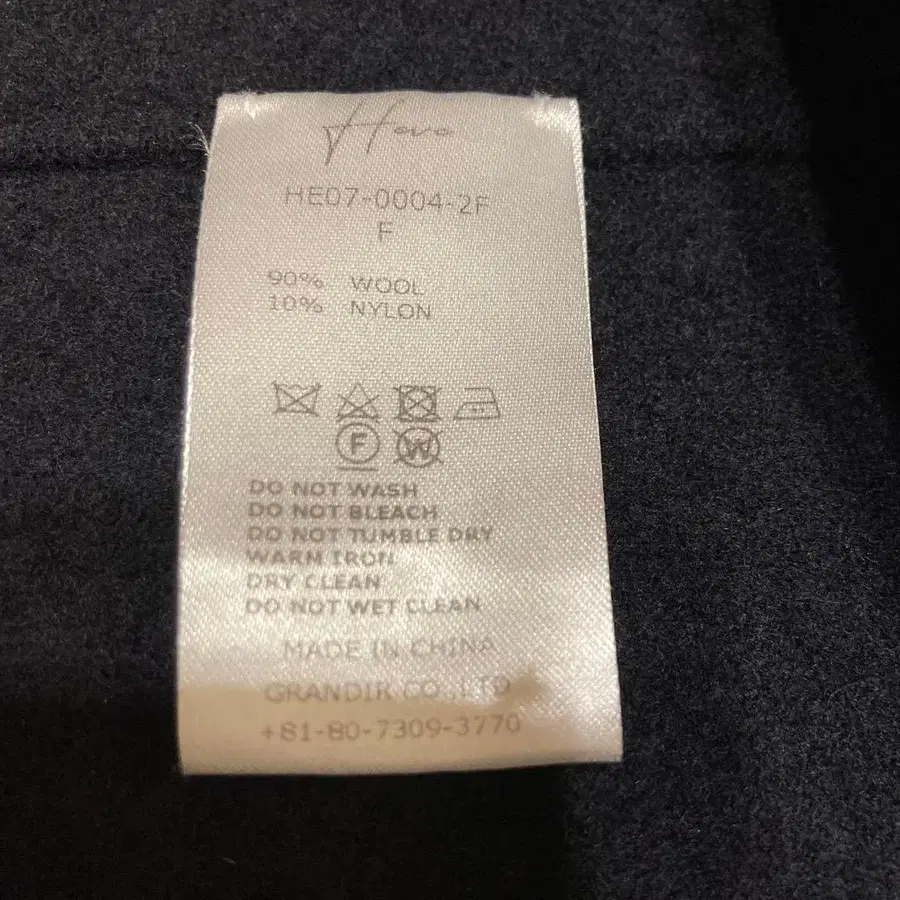 Heve
HE07-0004-2F
F
90% WOOL
10% NYLON
F W
DO NOT WASH
DO NOT BLEACH
DO NOT TUMBLE DRY
WARM IRON
DRY CLEAN
DO NOT WET CLEAN
MADE IN CHINA
GRANDIR CO.,LTD
+81-80-7309-3770